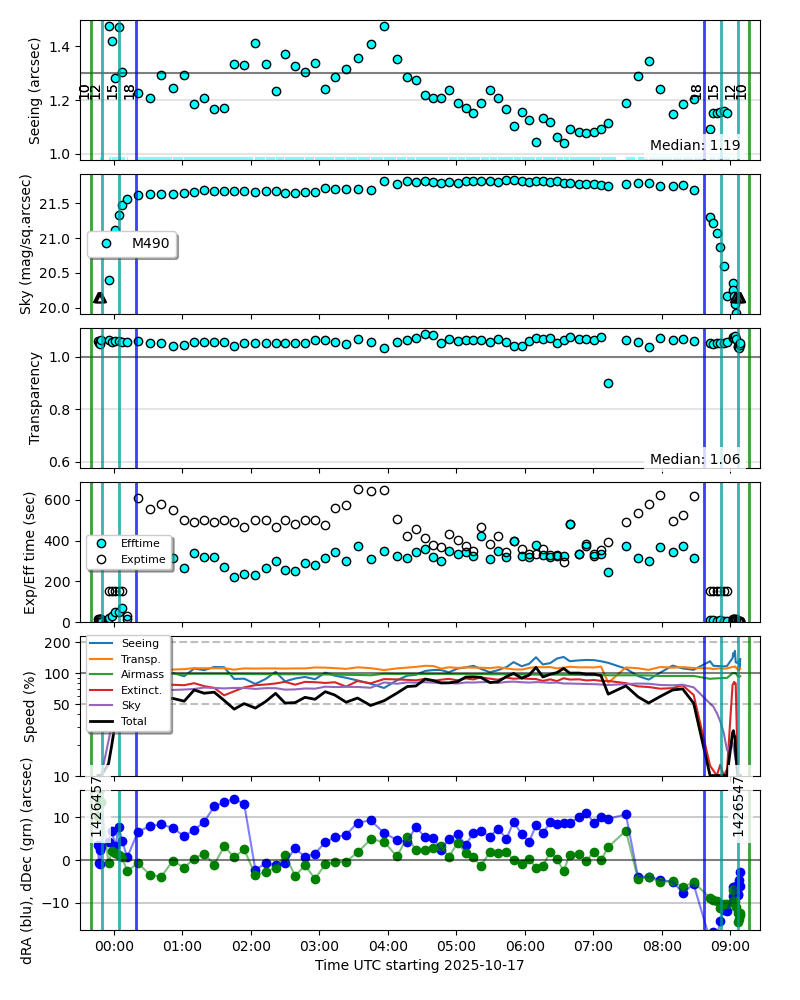 1.4
1.2
1.0
Seeing (arcsec)
10
12
15
18
18
15
12
10
Median: 1.19
21.5
21.0
20.5
20.0
Sky (mag/sq.arcsec)
M490
1.0
0.8
0.6
Transparency
Median: 1.06
600
400
200
0
Exp/Eff time (sec)
Efftime
Exptime
200
100
50
10
Speed (%)
Seeing
Transp.
Airmass
Extinct.
Sky
Total
10
0
−10
dRA (blu), dDec (grn) (arcsec)
1426457
1426547
00:00
01:00
02:00
03:00
04:00
05:00
06:00
07:00
08:00
09:00
Time UTC starting 2025-10-17